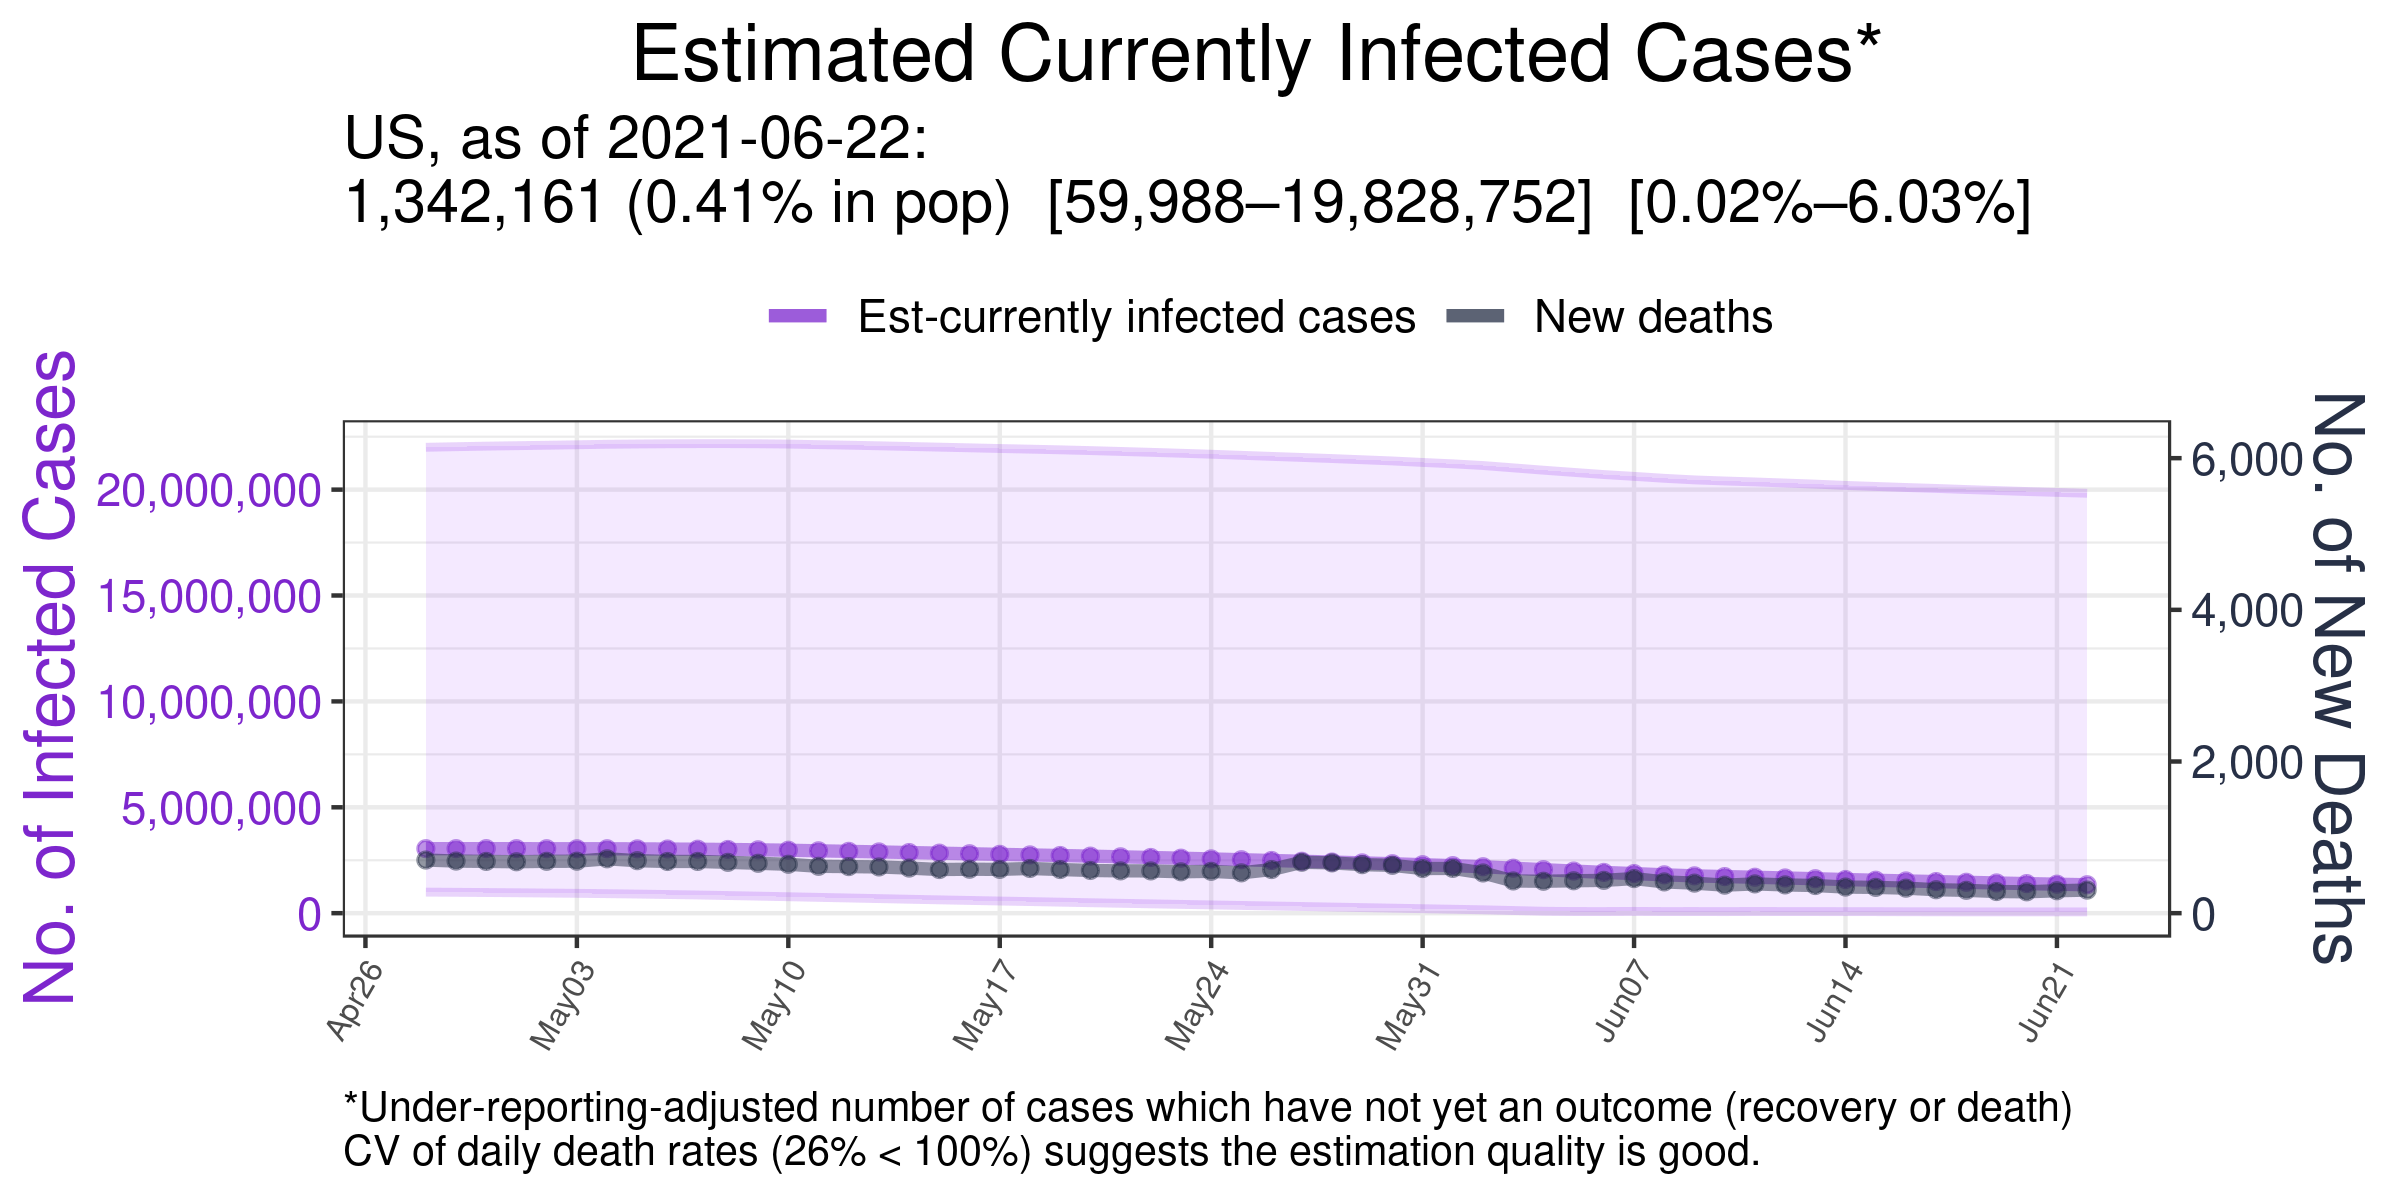 Estimated Currently Infected Cases*
US, as of 2021-06-22:
1,342,161 (0.41% in pop) [59,988–19,828,752] [0.02%–6.03%]
Est-currently infected cases
New deaths
No. of Infected Cases
20,000,000
15,000,000
10,000,000
5,000,000
0
6,000
4,000
2,000
0
No. of New Deaths
Apr26
May03
May10
May17
May24
May31
Jun07
Jun14
Jun21
*Under-reporting-adjusted number of cases which have not yet an outcome (recovery or death)
CV of daily death rates (26% < 100%) suggests the estimation quality is good.